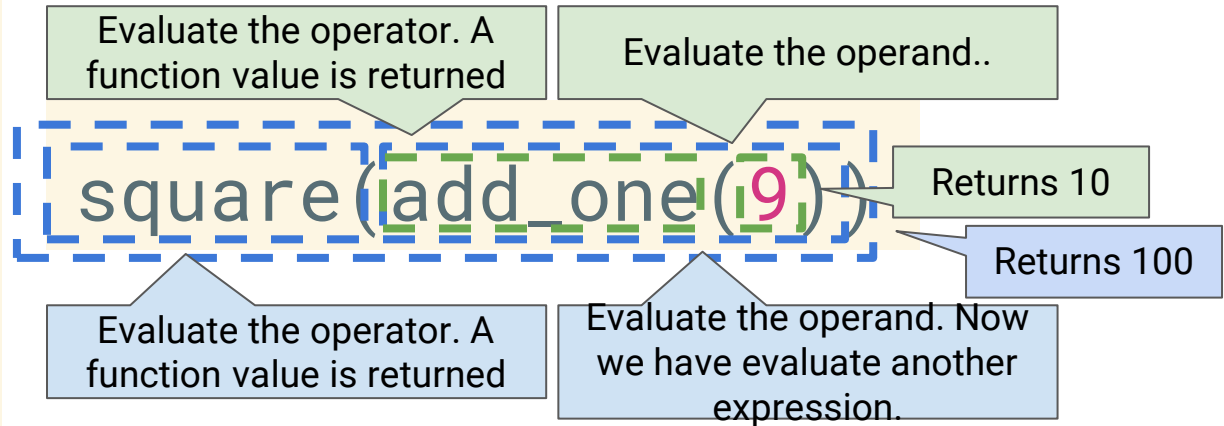 Evaluate the operator. A
function value is returned
Evaluate the operand..
square(add_one(9))
Returns 10
Returns 100
Evaluate the operator. A
function value is returned
Evaluate the operand. Now
we have evaluate another
expression.